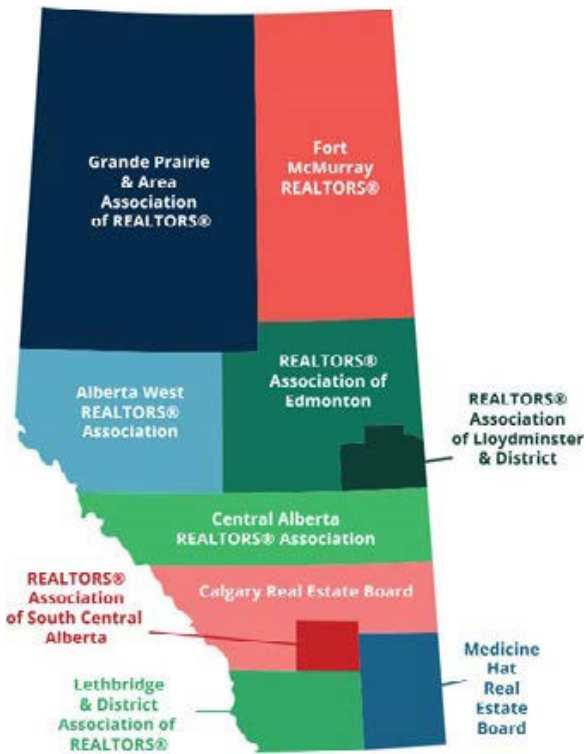 Grande Prairie
& Area
Association
of REALTORS®
Fort
McMurray
REALTORS®
Alberta West
REALTORS®
Association
REALTORS®
Association of
Edmonton
REALTORS®
Association
of Lloydminster
& District
Central Alberta
REALTORS® Association
REALTORS®
Association
of South Central
Alberta
Calgary Real Estate Board
Lethbridge
& District
Association of
REALTORS®
Medicine
Hat
Real
Estate
Board